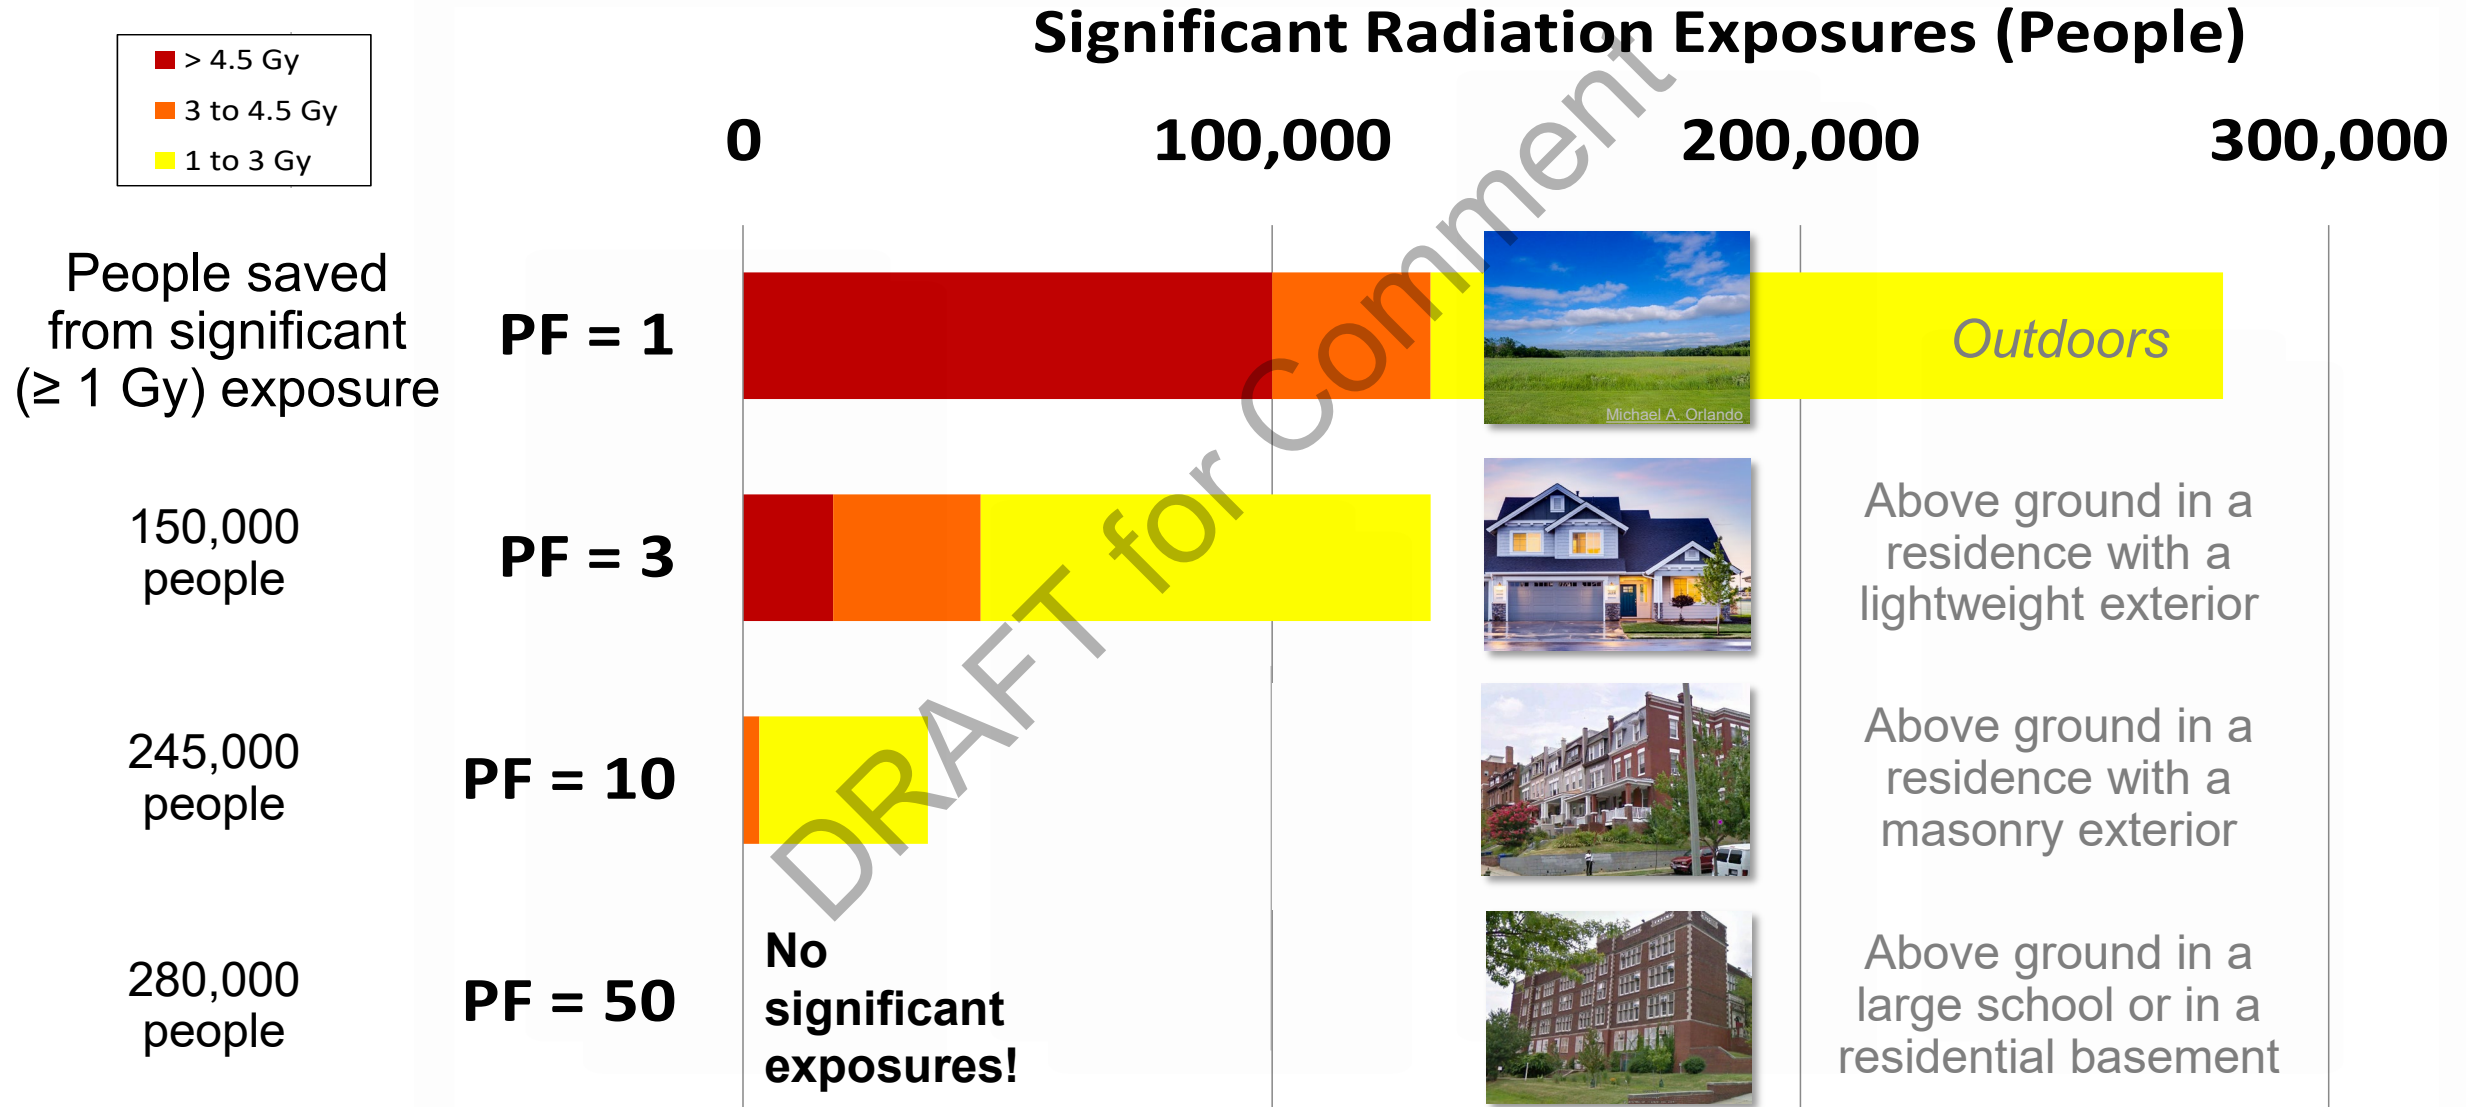 Significant Radiation Exposures (People)
> 4.5 Gy
3 to 4.5 Gy
1 to 3 Gy
0
100,000
200,000
300,000
People saved
from significant
(≥ 1 Gy) exposure
PF = 1
Outdoors
Michael A. Orlando
150,000
people
PF = 3
Above ground in a
residence with a
lightweight exterior
245,000
people
PF = 10
Above ground in a
residence with a
masonry exterior
280,000
people
PF = 50
No
significant
exposures!
Above ground in a
large school or in a
residential basement
DRAFT for Comment